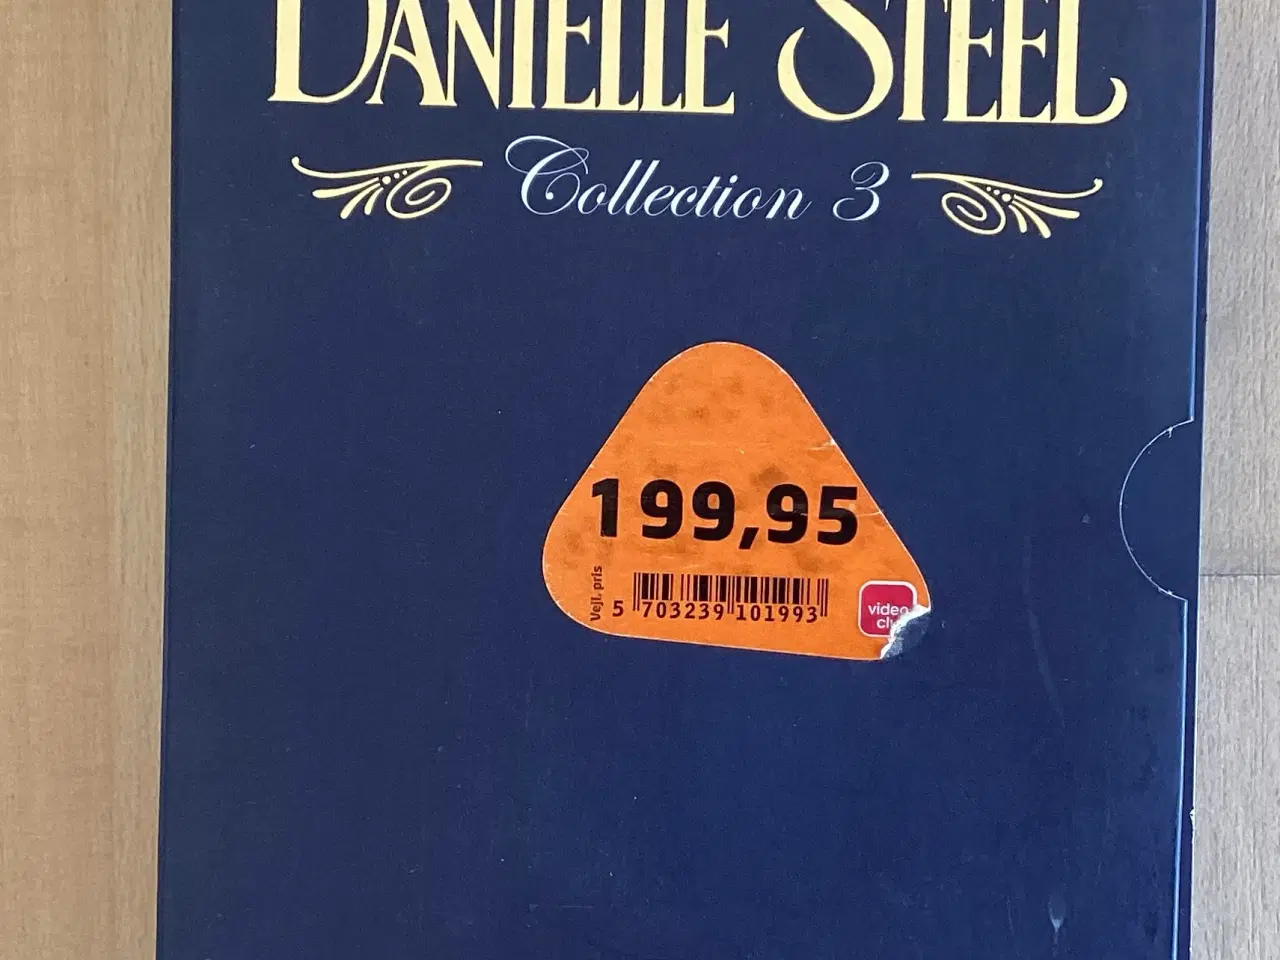 DANIELLE STEEL
Collection 3
199,95
Vejl. pris
5 703239 101993
video